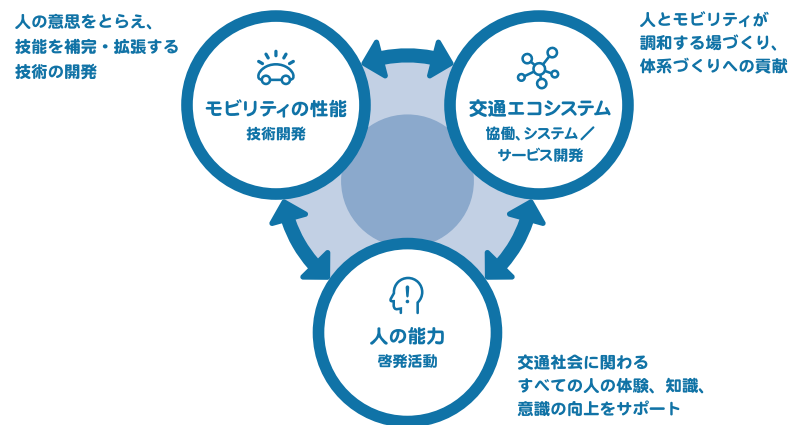 人の意思をとらえ、
技能を補完・拡張する
技術の開発
モビリティの性能
技術開発
交通エコシステム
協働、システム／
サービス開発
人とモビリティが
調和する場づくり、
体系づくりへの貢献
人の能力
啓発活動
交通社会に関わる
すべての人の体験、知識、
意識の向上をサポート